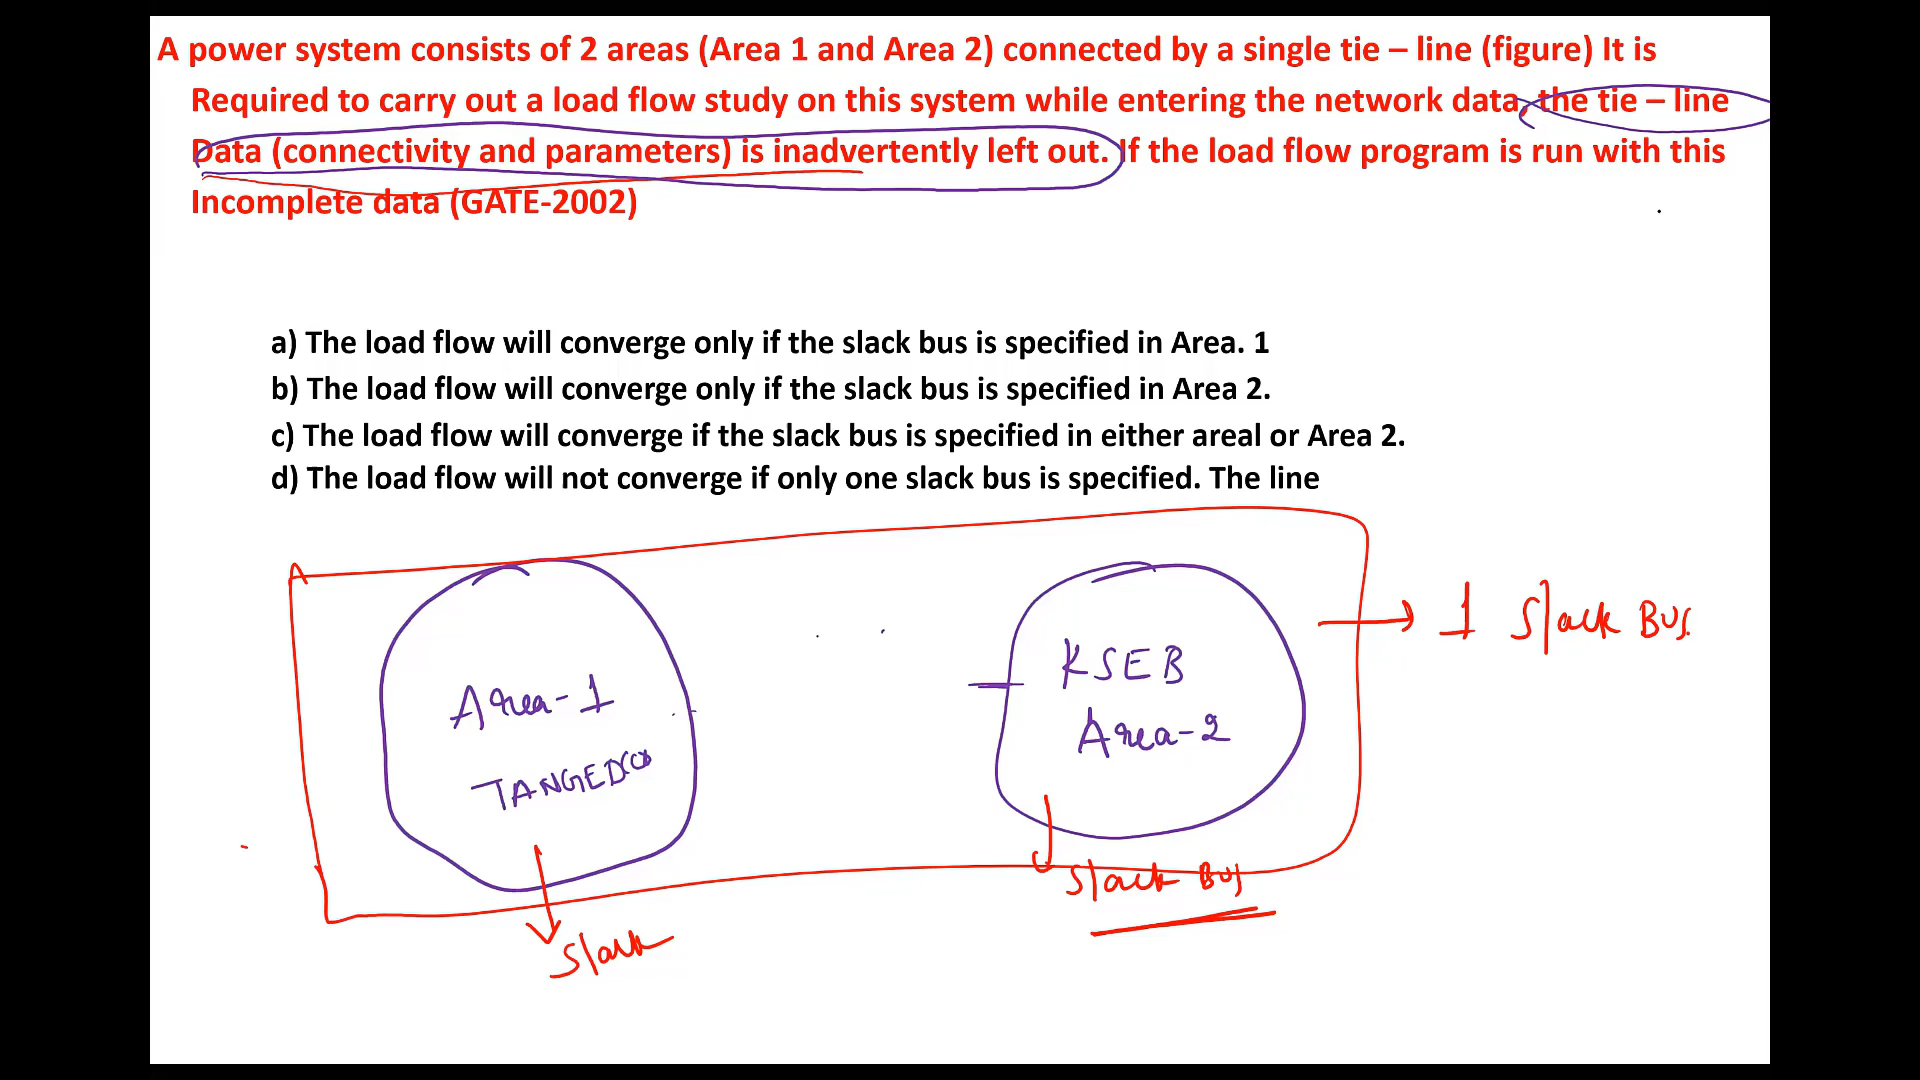 A power system consists of 2 areas (Area 1 and Area 2) connected by a single tie – line (figure) It is
Required to carry out a load flow study on this system while entering the network data, the tie – line
Data (connectivity and parameters) is inadvertently left out. If the load flow program is run with this
Incomplete data (GATE-2002)
a) The load flow will converge only if the slack bus is specified in Area. 1
b) The load flow will converge only if the slack bus is specified in Area 2.
c) The load flow will converge if the slack bus is specified in either areal or Area 2.
d) The load flow will not converge if only one slack bus is specified. The line
1 Slack Bus.
KSEB
Area-1
Area-2
TANGEDCO
Slack Bus
Slack